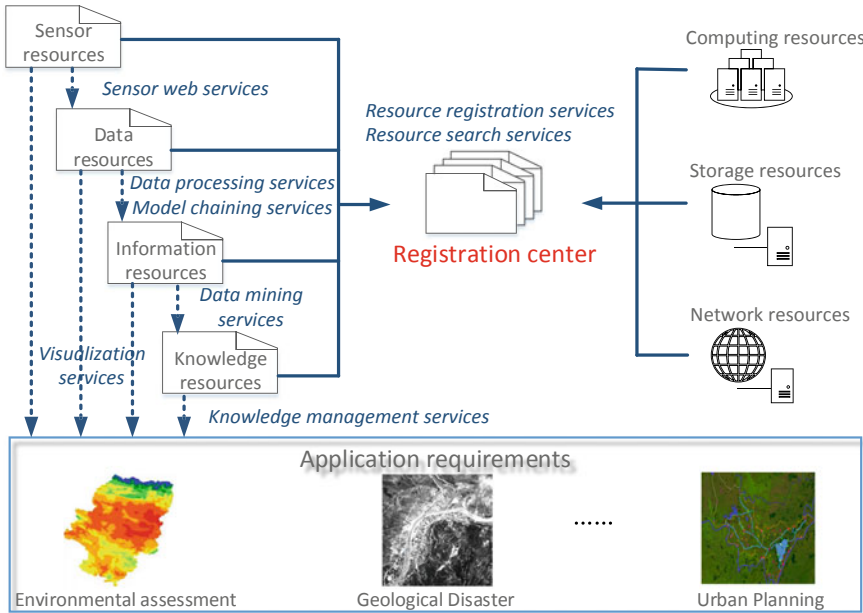 Sensor
resources
Computing resources
Sensor web services
Resource registration services
Resource search services
Data
resources
Storage resources
Data processing services
Model chaining services
Information
resources
Registration center
Data mining
services
Network resources
Visualization
services
Knowledge
resources
Knowledge management services
Application requirements
......
Environmental assessment
Geological Disaster
Urban Planning